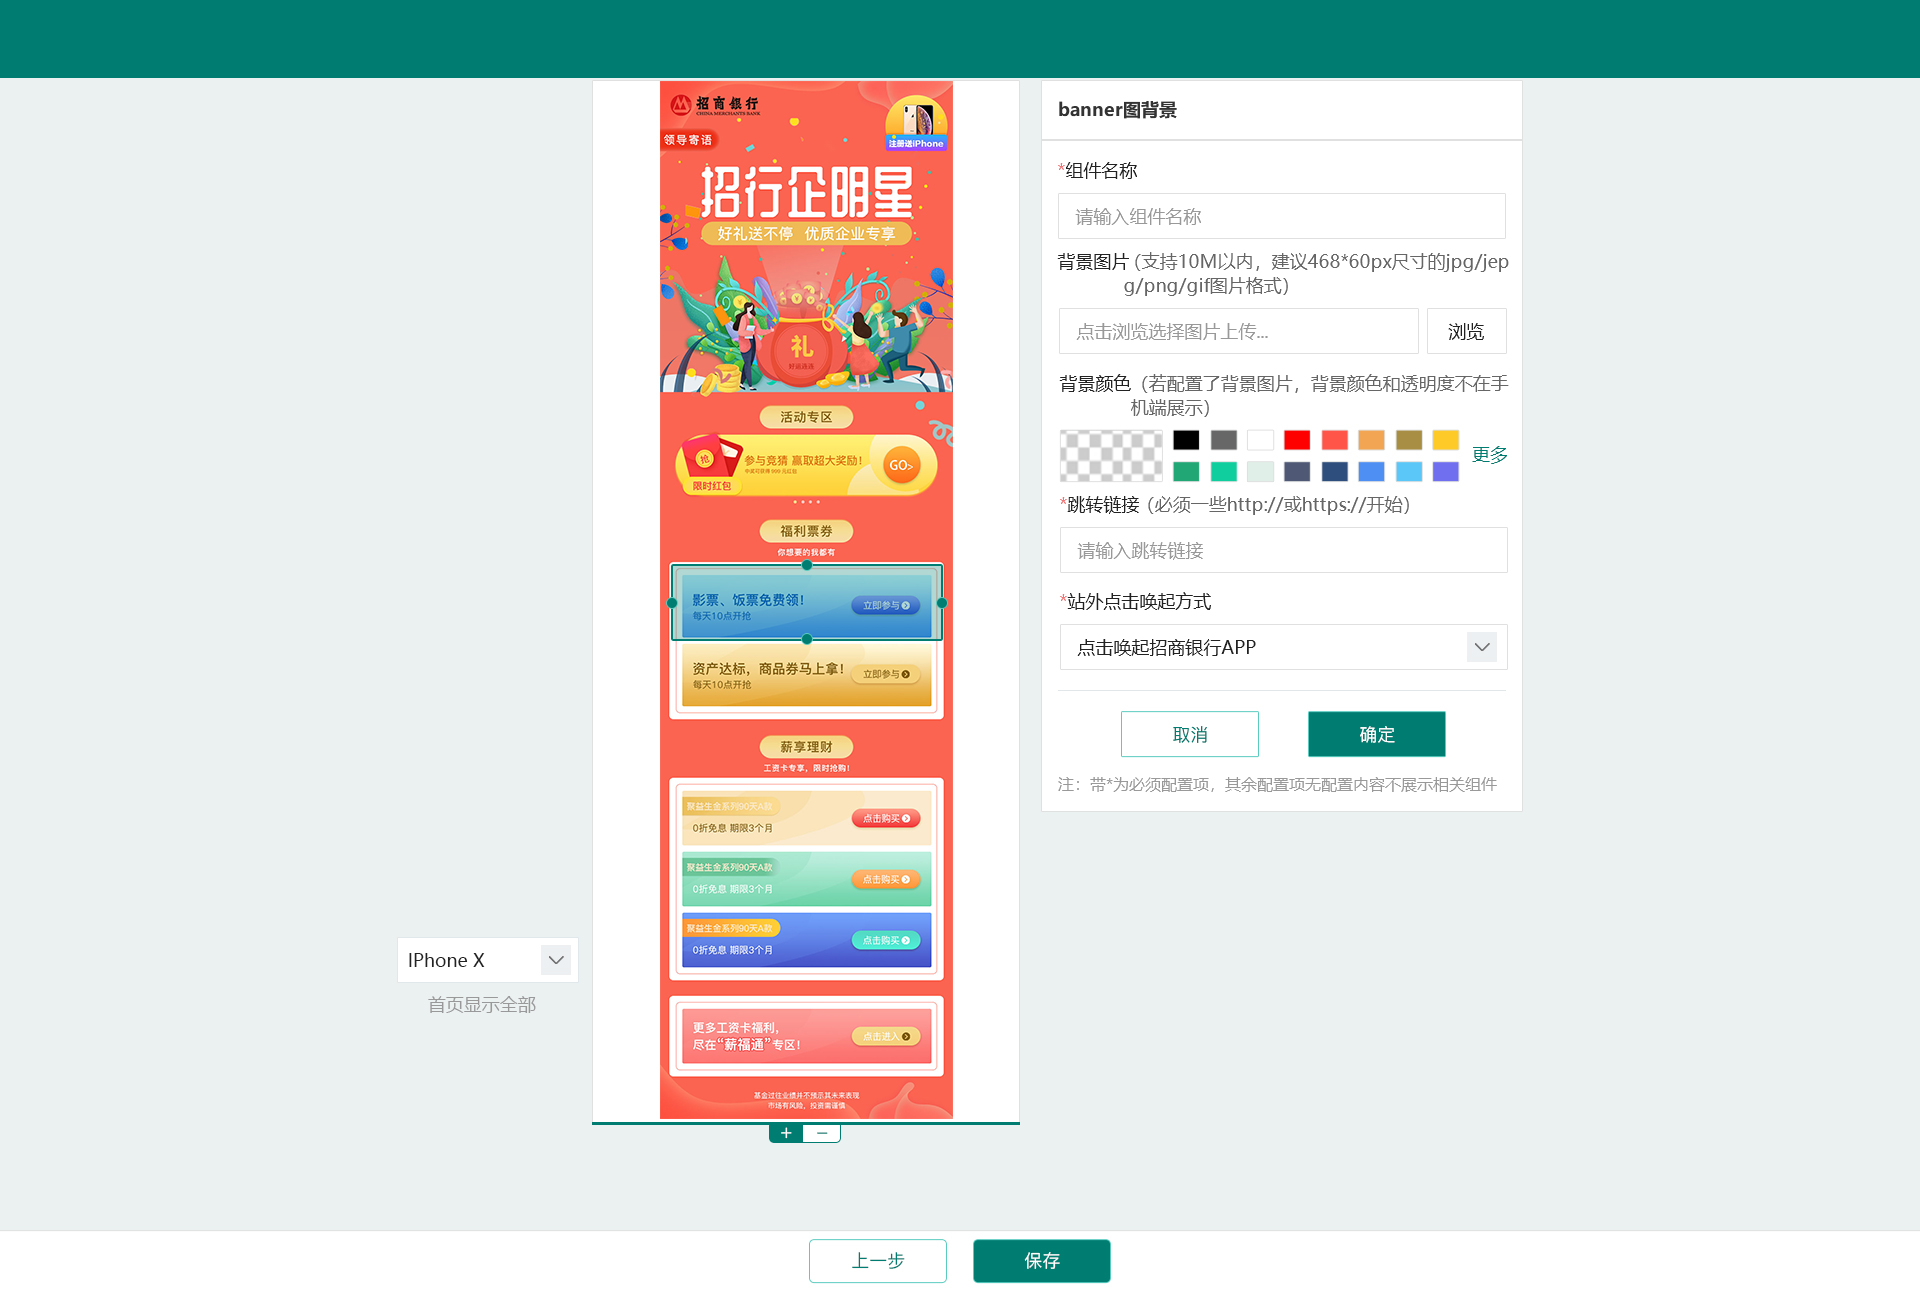 招商银行
CHINA MERCHANTS BANK
领导寄语
注册送iPhone
招行企明星
好礼送不停 优质企业专享
礼
好运连连
活动专区
抢
限时红包
参与竞猜 赢取超大奖励!
中奖可获得 999 元红包
GO>
福利票券
你想要的我都有
影票、饭票免费领!
每天10点开抢
立即参与
资产达标，商品券马上拿!
每天10点开抢
立即参与
薪享理财
工资卡专享，限时抢购!
聚益生金系列90天A款
0折免息 期限3个月
点击购买
聚益生金系列90天A款
0折免息 期限3个月
点击购买
聚益生金系列90天A款
0折免息 期限3个月
点击购买
更多工资卡福利，
尽在“薪福通”专区!
点击进入
基金过往业绩并不预示其未来表现
市场有风险，投资需谨慎
+ −
IPhone X
首页显示全部
banner图背景
*组件名称
请输入组件名称
背景图片 (支持10M以内，建议468*60px尺寸的jpg/jep
g/png/gif图片格式)
点击浏览选择图片上传...
浏览
背景颜色（若配置了背景图片，背景颜色和透明度不在手
机端展示）
更多
*跳转链接（必须一些http://或https://开始）
请输入跳转链接
*站外点击唤起方式
点击唤起招商银行APP
取消
确定
注：带*为必须配置项，其余配置项无配置内容不展示相关组件
上一步
保存